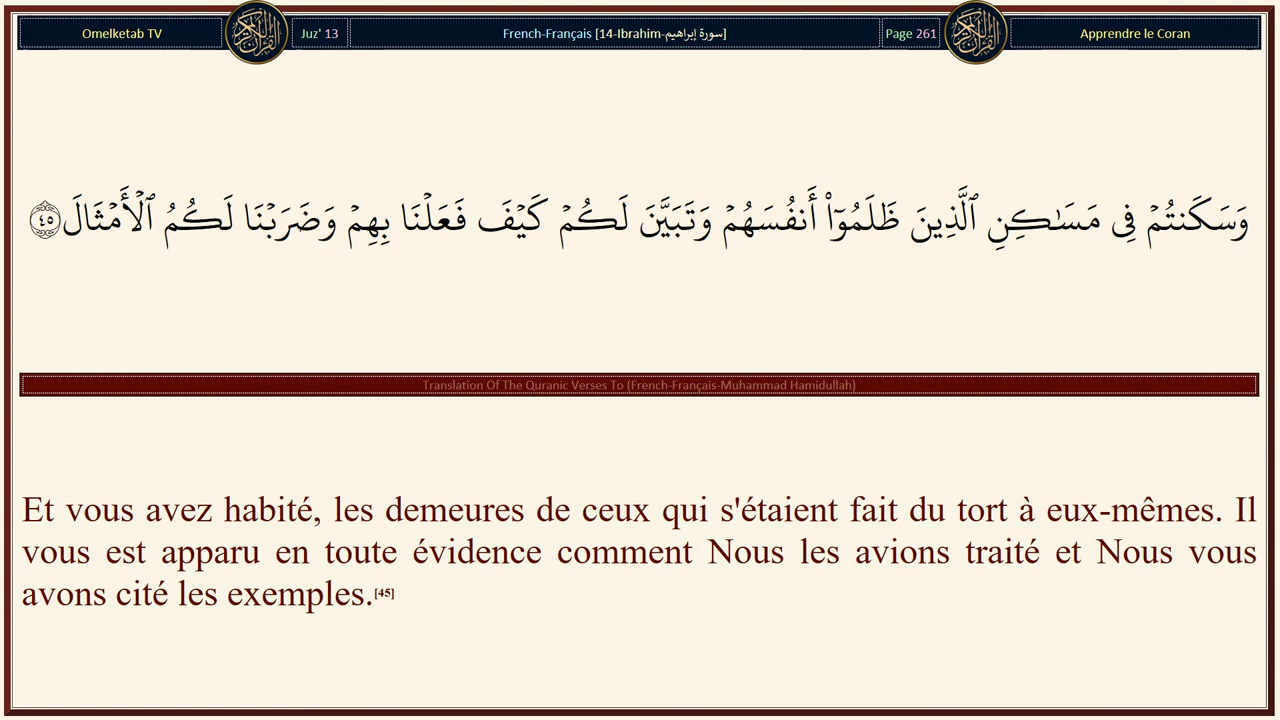 Omelketab TV
Juz' 13
French-Français [14-Ibrahim-سورة إبراهيم]
Page 261
Apprendre le Coran
وَسَكَنتُمۡ فِي مَسَٰكِنِ ٱلَّذِينَ ظَلَمُوٓاْ أَنفُسَهُمۡ وَتَبَيَّنَ لَكُمۡ كَيۡفَ فَعَلۡنَا بِهِمۡ وَضَرَبۡنَا لَكُمُ ٱلۡأَمۡثَالَ ٤٥
Translation Of The Quranic Verses To (French-Français-Muhammad Hamidullah)
Et vous avez habité, les demeures de ceux qui s'étaient fait du tort à eux-mêmes. Il
vous est apparu en toute évidence comment Nous les avions traité et Nous vous
avons cité les exemples.[45]